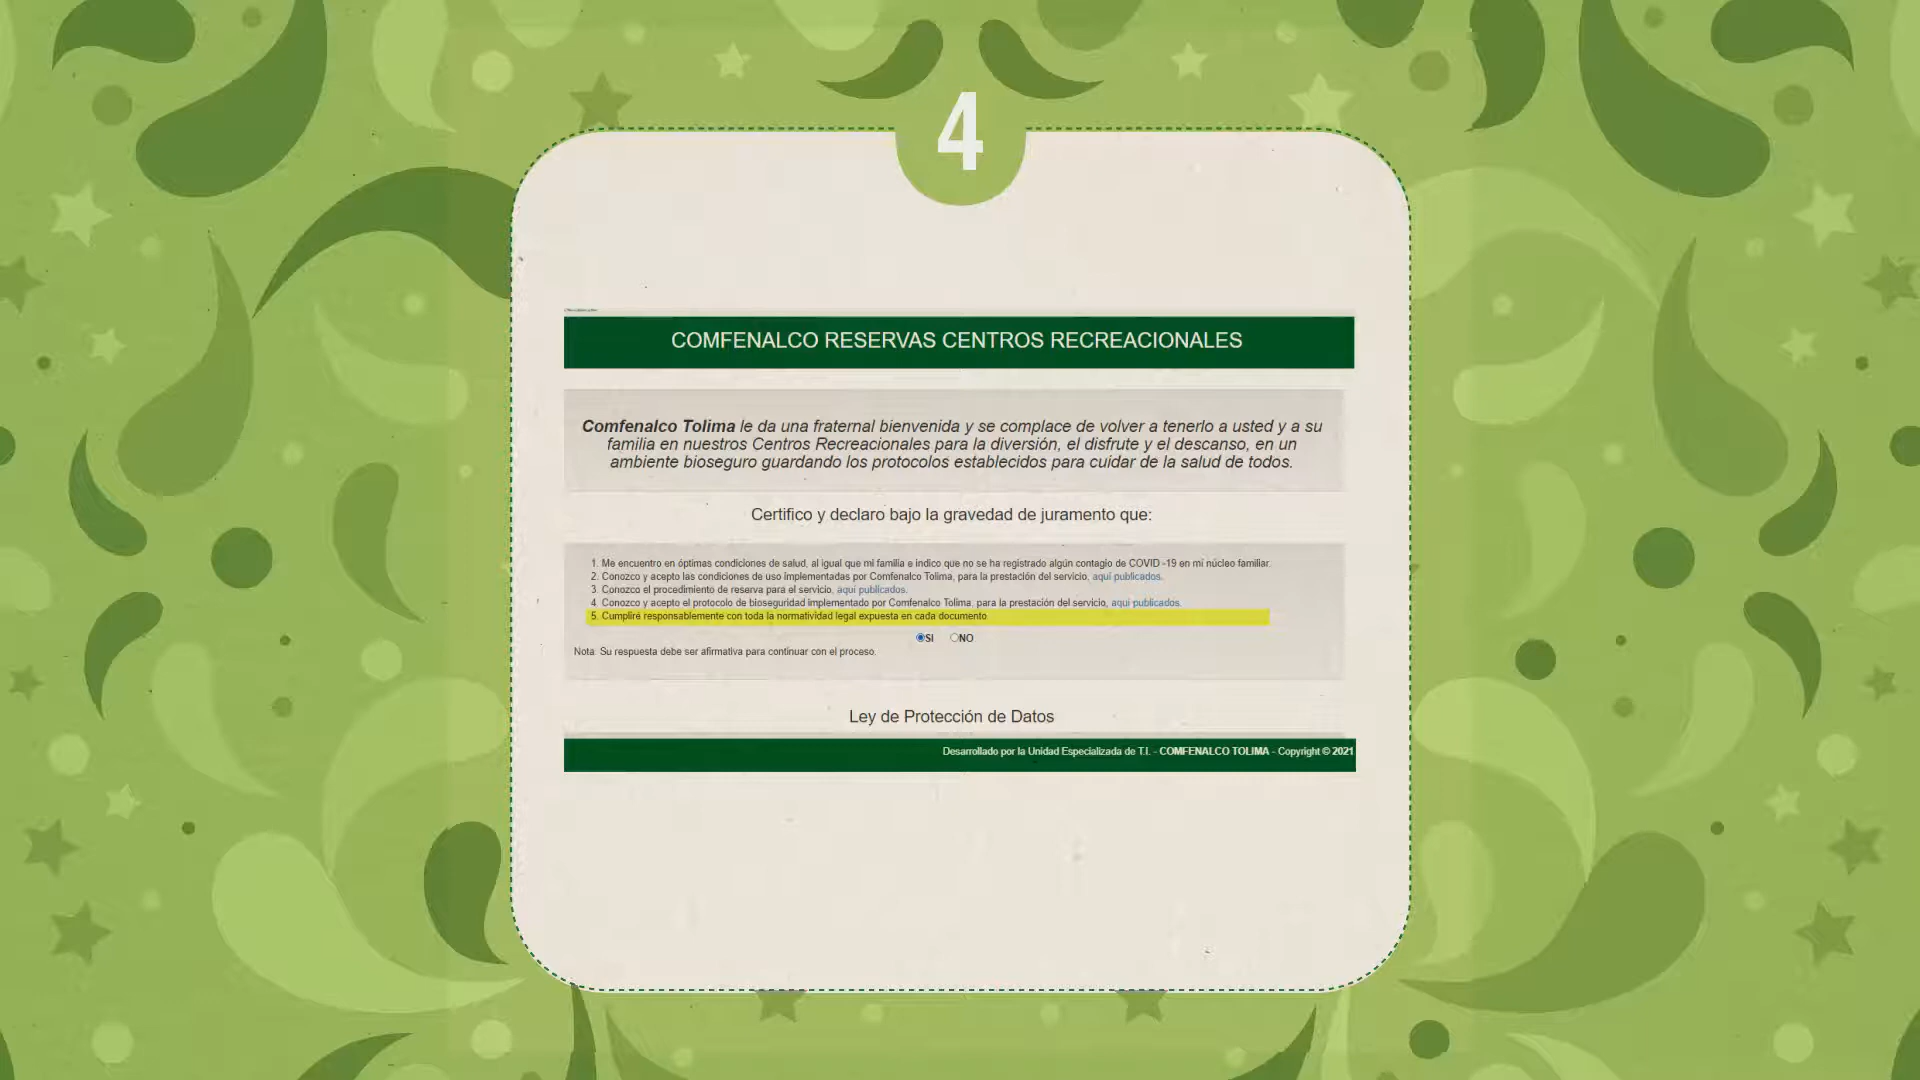 4
COMFENALCO RESERVAS CENTROS RECREACIONALES
Comfenalco Tolima le da una fraternal bienvenida y se complace de volver a tenerlo a usted y a su
familia en nuestros Centros Recreacionales para la diversión, el disfrute y el descanso, en un
ambiente bioseguro guardando los protocolos establecidos para cuidar de la salud de todos.
Certifico y declaro bajo la gravedad de juramento que:
1. Me encuentro en óptimas condiciones de salud, al igual que mi familia e indico que no se ha registrado algún contagio de COVID -19 en mi núcleo familiar.
2. Conozco y acepto las condiciones de uso implementadas por Comfenalco Tolima, para la prestación del servicio, aquí publicados.
3. Conozco el procedimiento de reserva para el servicio, aquí publicados.
4. Conozco y acepto el protocolo de bioseguridad implementado por Comfenalco Tolima, para la prestación del servicio, aquí publicados.
5. Cumpliré responsablemente con toda la normatividad legal expuesta en cada documento
SI NO
Nota: Su respuesta debe ser afirmativa para continuar con el proceso.
Ley de Protección de Datos
Desarrollado por la Unidad Especializada de T.I. - COMFENALCO TOLIMA - Copyright © 2021